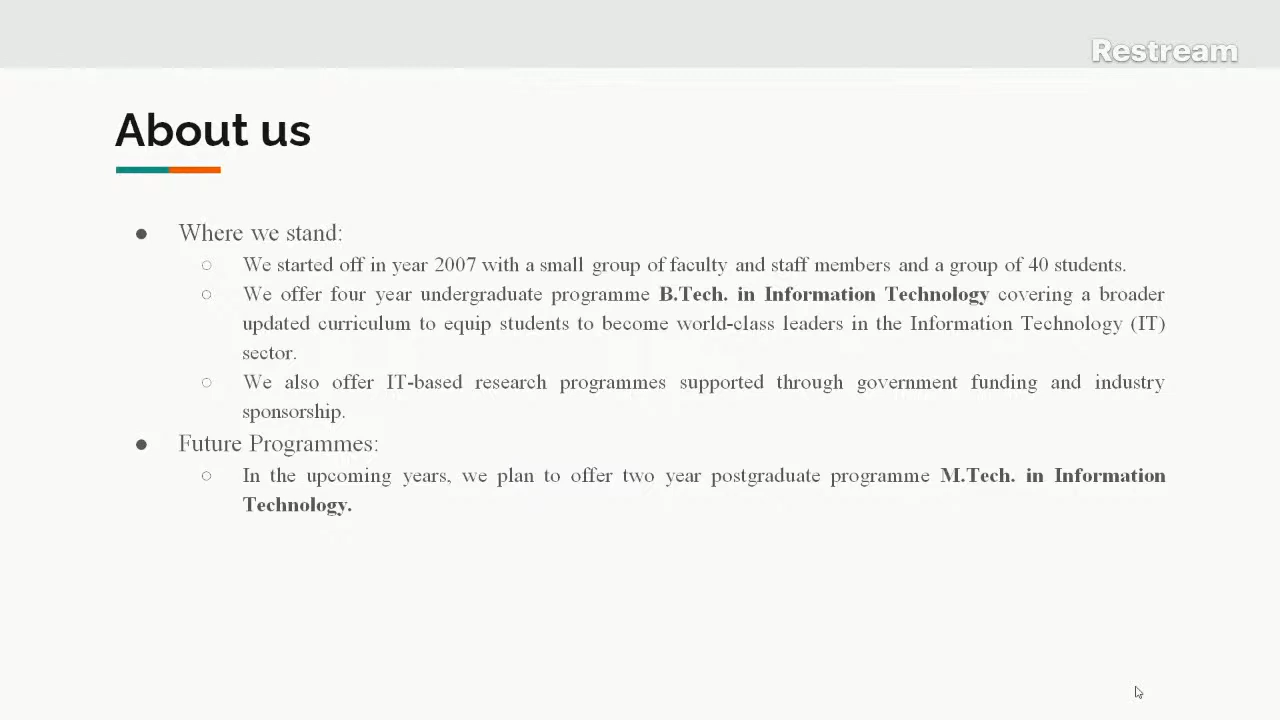 Restream
About us
● Where we stand:
○ We started off in year 2007 with a small group of faculty and staff members and a group of 40 students.
○ We offer four year undergraduate programme B.Tech. in Information Technology covering a broader
updated curriculum to equip students to become world-class leaders in the Information Technology (IT)
sector.
○ We also offer IT-based research programmes supported through government funding and industry
sponsorship.
● Future Programmes:
○ In the upcoming years, we plan to offer two year postgraduate programme M.Tech. in Information
Technology.